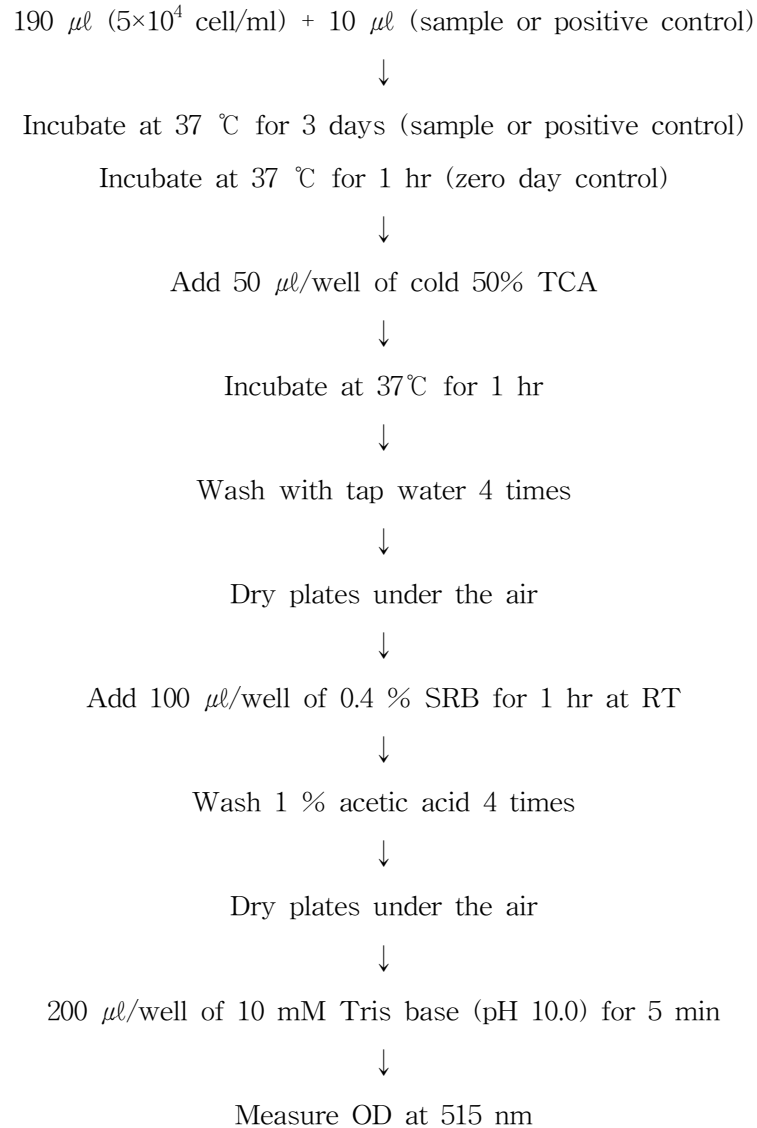 190 ㎕ (5×10⁴ cell/ml) + 10 ㎕ (sample or positive control)
↓
Incubate at 37 ℃ for 3 days (sample or positive control)
Incubate at 37 ℃ for 1 hr (zero day control)
↓
Add 50 ㎕/well of cold 50% TCA
↓
Incubate at 37℃ for 1 hr
↓
Wash with tap water 4 times
↓
Dry plates under the air
↓
Add 100 ㎕/well of 0.4 % SRB for 1 hr at RT
↓
Wash 1 % acetic acid 4 times
↓
Dry plates under the air
↓
200 ㎕/well of 10 mM Tris base (pH 10.0) for 5 min
↓
Measure OD at 515 nm